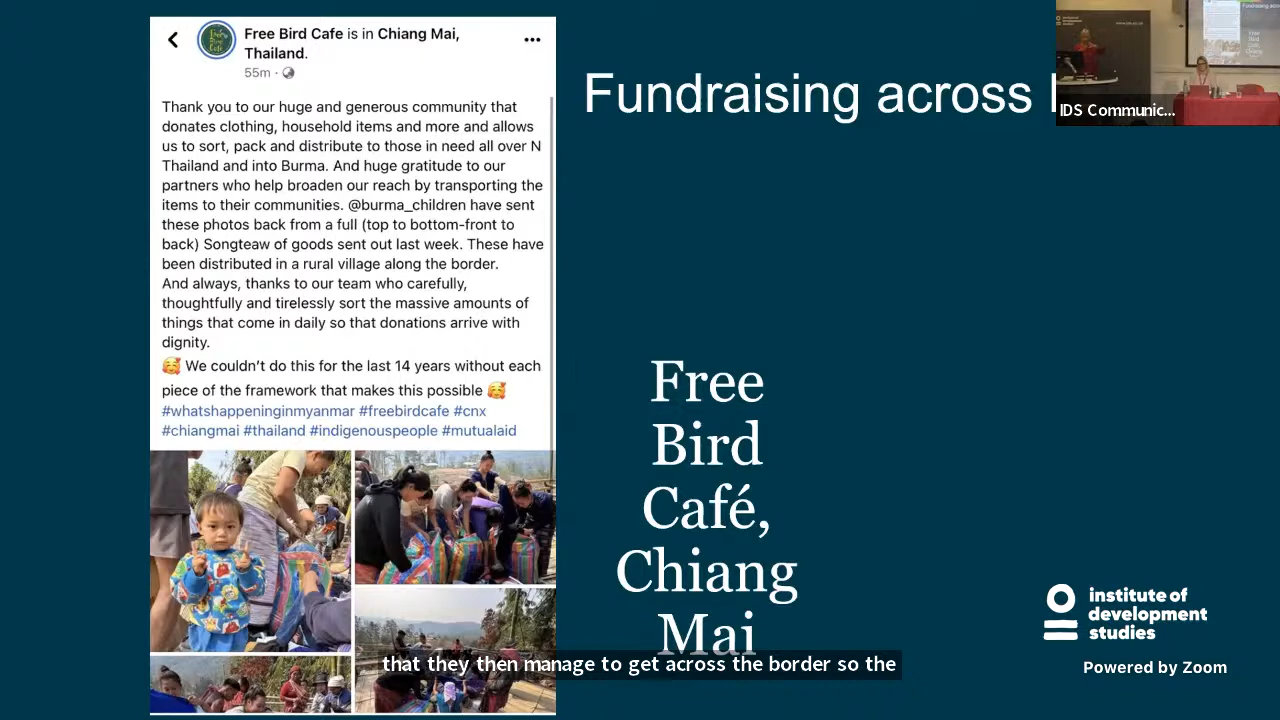 Free Bird Cafe is in Chiang Mai,
Thailand.
55m ·
Thank you to our huge and generous community that
donates clothing, household items and more and allows
us to sort, pack and distribute to those in need all over N
Thailand and into Burma. And huge gratitude to our
partners who help broaden our reach by transporting the
items to their communities. @burma_children have sent
these photos back from a full (top to bottom-front to
back) Songteaw of goods sent out last week. These have
been distributed in a rural village along the border.
And always, thanks to our team who carefully,
thoughtfully and tirelessly sort the massive amounts of
things that come in daily so that donations arrive with
dignity.
🥰 We couldn't do this for the last 14 years without each
piece of the framework that makes this possible 🥰
#whatshappeninginmyanmar #freebirdcafe #cnx
#chiangmai #thailand #indigenouspeople #mutualaid
Fundraising across
IDS Communic...
Free
Bird
Café,
Chiang
Mai
that they then manage to get across the border so the
institute of
development
studies
Powered by Zoom